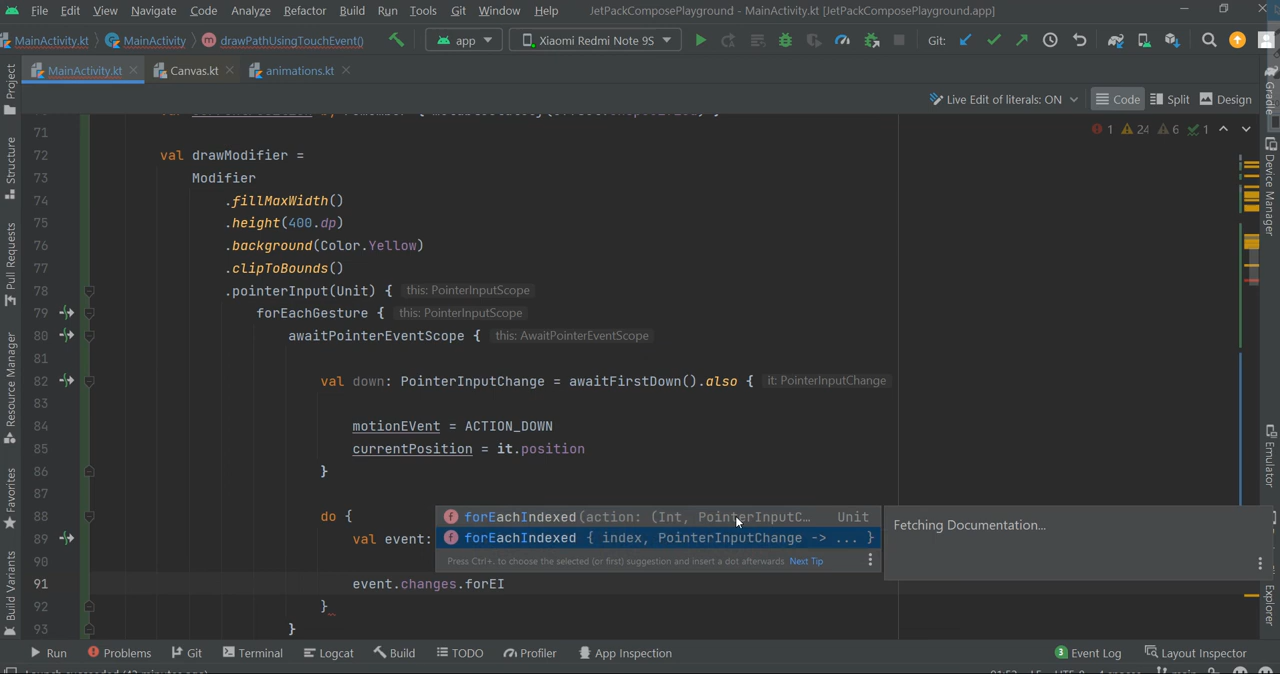 File Edit View Navigate Code Analyze Refactor Build Run Tools Git Window Help JetPackComposePlayground - MainActivity.kt [JetPackComposePlayground.app]
MainActivity.kt MainActivity drawPathUsingTouchEvent() app Xiaomi Redmi Note 9S Git:
MainActivity.kt Canvas.kt animations.kt
Live Edit of literals: ON Code Split Design
1 24 6 1
71
72 val drawModifier =
73 Modifier
74 .fillMaxWidth()
75 .height(400.dp)
76 .background(Color.Yellow)
77 .clipToBounds()
78 .pointerInput(Unit) { this: PointerInputScope
79 forEachGesture { this: PointerInputScope
80 awaitPointerEventScope { this: AwaitPointerEventScope
81
82 val down: PointerInputChange = awaitFirstDown().also { it: PointerInputChange
83
84 motionEVent = ACTION_DOWN
85 currentPosition = it.position
86 }
87
88 do {
89 val event:
90
91 event.changes.forEI
92 }
93 }
forEachIndexed(action: (Int, PointerInputC... Unit
forEachIndexed { index, PointerInputChange -> ... }
Press Ctrl+. to choose the selected (or first) suggestion and insert a dot afterwards Next Tip
Fetching Documentation...
Project
Structure
Pull Requests
Resource Manager
Favorites
Build Variants
Gradle
Device Manager
Emulator
Explorer
Run Problems Git Terminal Logcat Build TODO Profiler App Inspection 3 Event Log Layout Inspector